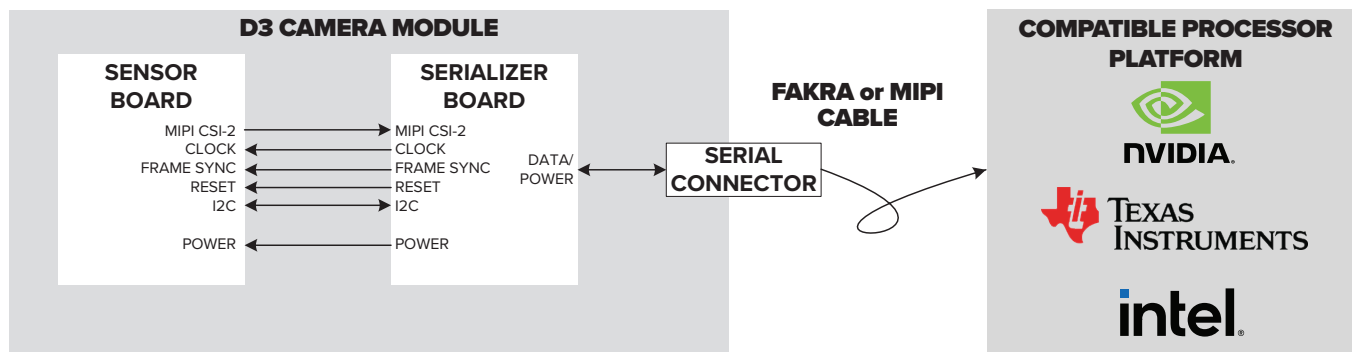 D3 CAMERA MODULE
SENSOR
BOARD
MIPI CSI-2
CLOCK
FRAME SYNC
RESET
I2C
POWER
SERIALIZER
BOARD
MIPI CSI-2
CLOCK
FRAME SYNC
RESET
I2C
POWER
DATA/
POWER
SERIAL
CONNECTOR
FAKRA or MIPI
CABLE
COMPATIBLE PROCESSOR
PLATFORM
NVIDIA.
TEXAS
INSTRUMENTS
intel.